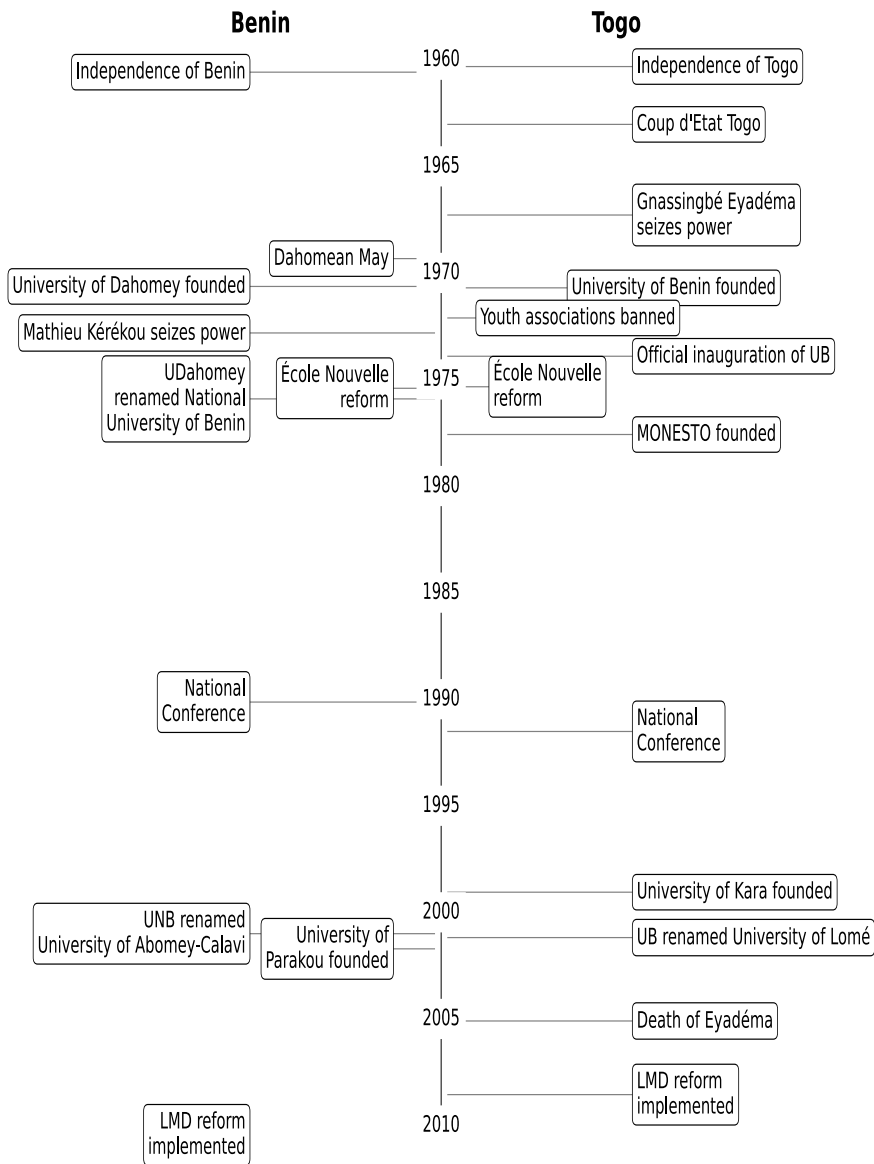 Benin
Togo
1960
Independence of Benin
Independence of Togo
Coup d'Etat Togo
1965
Gnassingbé Eyadéma
seizes power
Dahomean May
1970
University of Dahomey founded
University of Benin founded
Youth associations banned
Mathieu Kérékou seizes power
Official inauguration of UB
1975
UDahomey
renamed National
University of Benin
École Nouvelle
reform
École Nouvelle
reform
MONESTO founded
1980
1985
National
Conference
1990
National
Conference
1995
University of Kara founded
2000
UNB renamed
University of Abomey-Calavi
University of
Parakou founded
UB renamed University of Lomé
2005
Death of Eyadéma
LMD reform
implemented
LMD reform
implemented
2010